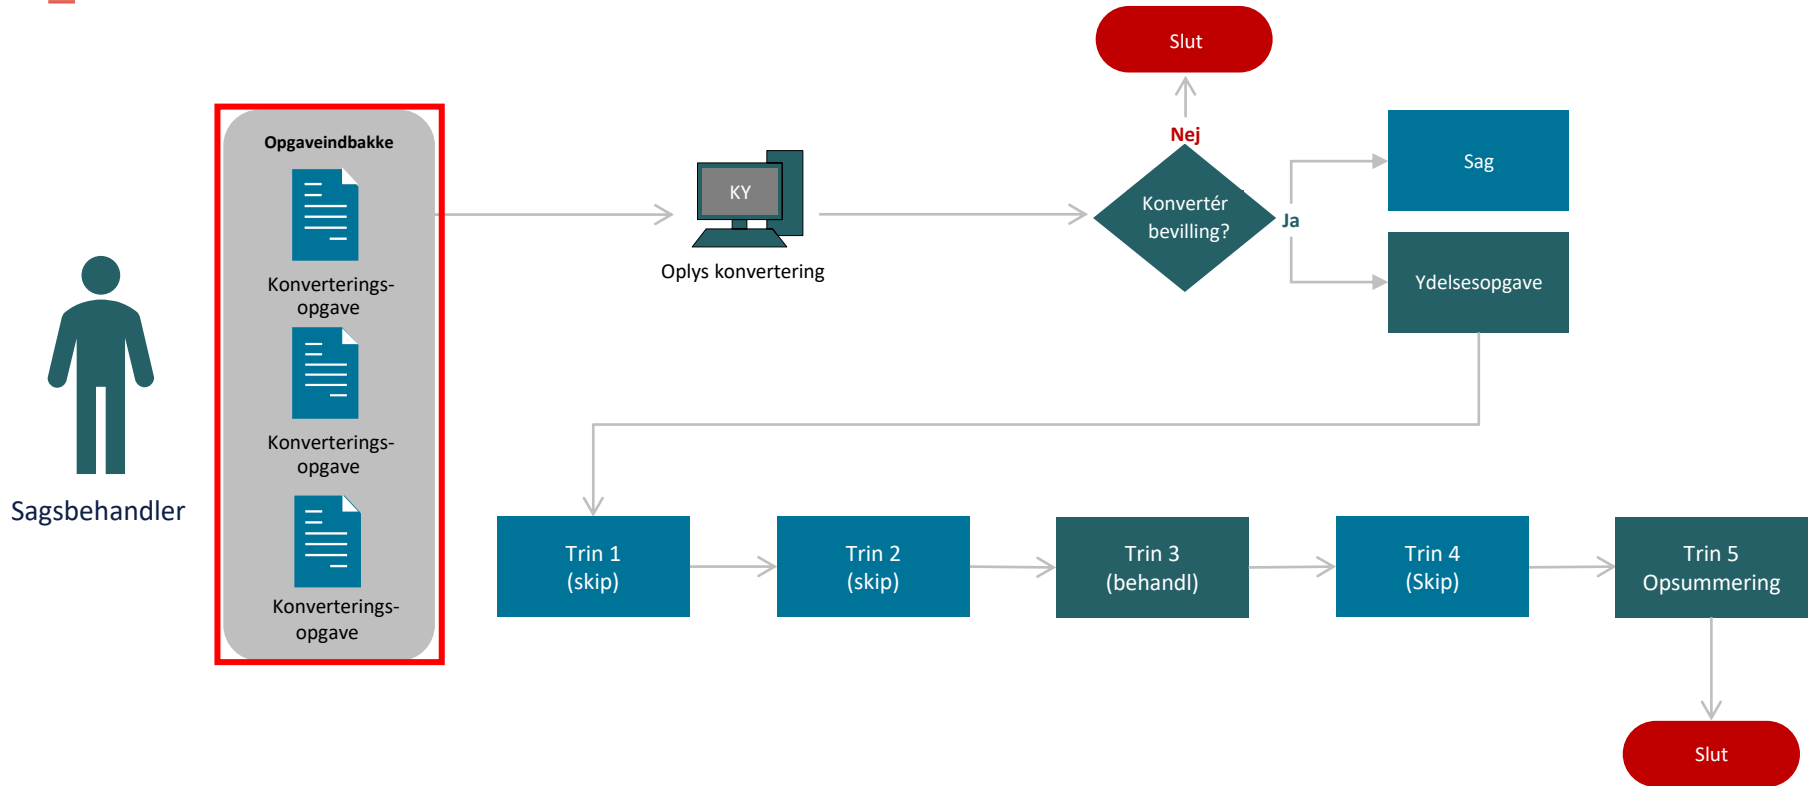 Slut
Opgaveindbakke
Nej
KY
Konvertér
bevilling?
Ja
Sag
Oplys konvertering
Ydelsesopgave
Konverterings-
opgave
Konverterings-
opgave
Sagsbehandler
Konverterings-
opgave
Trin 1
(skip)
Trin 2
(skip)
Trin 3
(behandl)
Trin 4
(Skip)
Trin 5
Opsummering
Slut